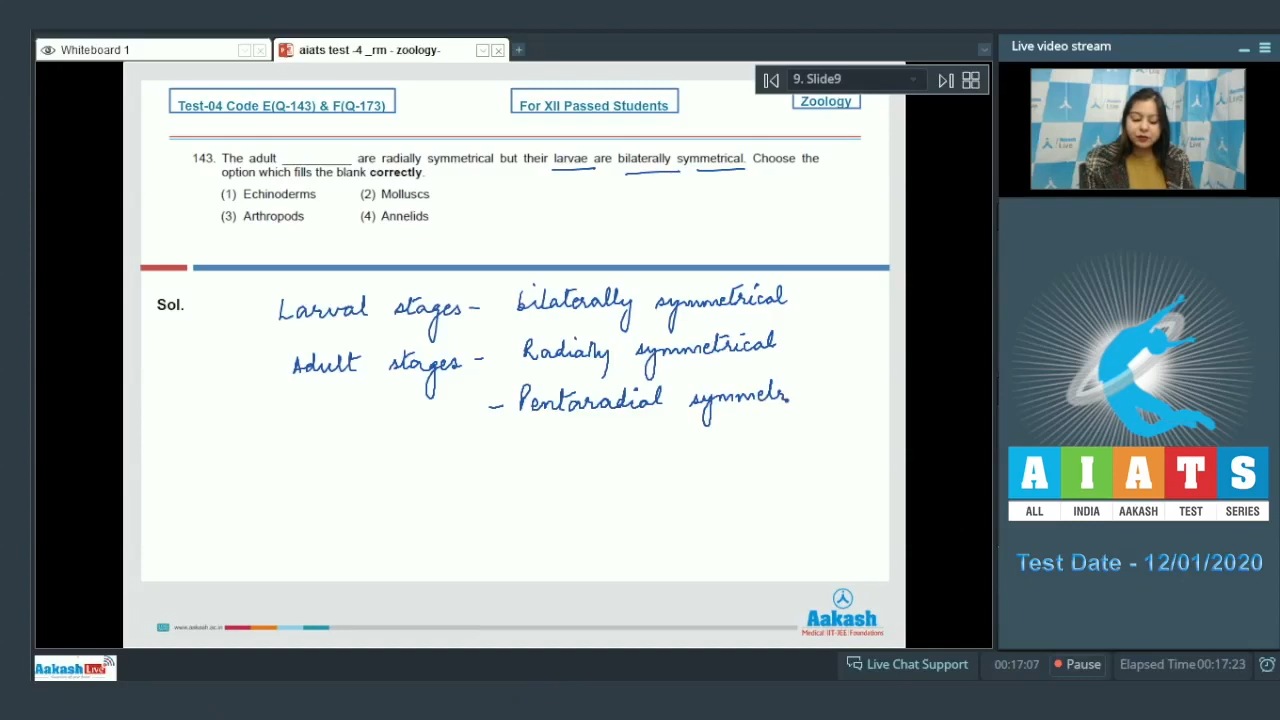 Whiteboard 1
aiats test -4 _rm - zoology-
Live video stream
9. Slide9
Test-04 Code E(Q-143) & F(Q-173)
For XII Passed Students
Zoology
143. The adult __________ are radially symmetrical but their larvae are bilaterally symmetrical. Choose the
option which fills the blank correctly.
(1) Echinoderms (2) Molluscs
(3) Arthropods (4) Annelids
Sol.
Larval stages - bilaterally symmetrical
Adult stages - Radially symmetrical
- Pentaradial symmetr
A I A T S
ALL INDIA AAKASH TEST SERIES
Test Date - 12/01/2020
www.aakash.ac.in
Aakash
Medical|IIT-JEE|Foundations
Aakash Live
Live Chat Support
00:17:07
Pause
Elapsed Time 00:17:23